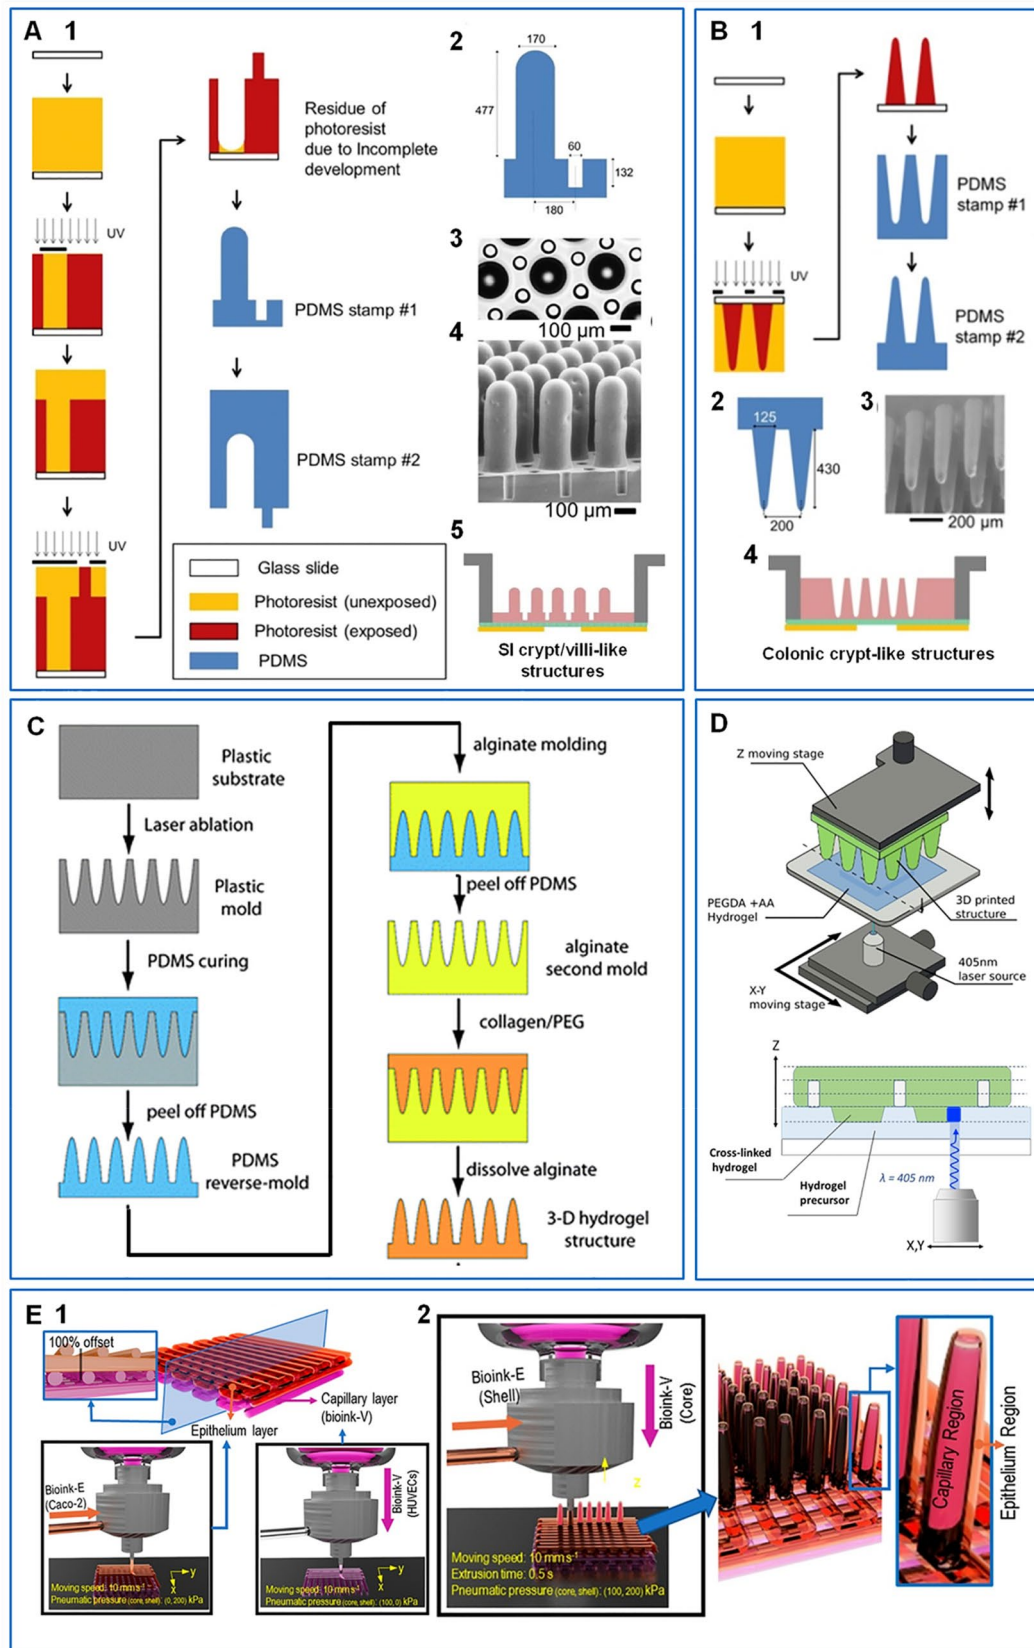 A 1
UV
UV
Residue of
photoresist
due to Incomplete
development
PDMS stamp #1
PDMS stamp #2
Glass slide
Photoresist (unexposed)
Photoresist (exposed)
PDMS
2
170
477
60
132
180
3
100 µm
4
100 µm
5
SI crypt/villi-like
structures
B 1
UV
PDMS
stamp #1
PDMS
stamp #2
2
125
430
200
3
200 µm
4
Colonic crypt-like structures
C
Plastic
substrate
Laser ablation
Plastic
mold
PDMS curing
peel off PDMS
PDMS
reverse-mold
alginate molding
peel off PDMS
alginate
second mold
collagen/PEG
dissolve alginate
3-D hydrogel
structure
D
Z moving stage
PEGDA +AA
Hydrogel
3D printed
structure
405nm
laser source
X-Y
moving stage
Z
Cross-linked
hydrogel
Hydrogel
precursor
λ = 405 nm
X,Y
E 1
100% offset
Capillary layer
(bioink-V)
Epithelium layer
Bioink-E
(Caco-2)
y
x
Moving speed: 10 mm s-1
Pneumatic pressure (core, shell): (0, 200) kPa
Bioink-V
(HUVECs)
y
x
Moving speed: 10 mm s-1
Pneumatic pressure (core, shell): (100, 0) kPa
2
Bioink-E
(Shell)
Bioink-V
(Core)
z
Moving speed: 10 mm s-1
Extrusion time: 0.5 s
Pneumatic pressure (core, shell): (100, 200) kPa
Capillary Region
Epithelium Region